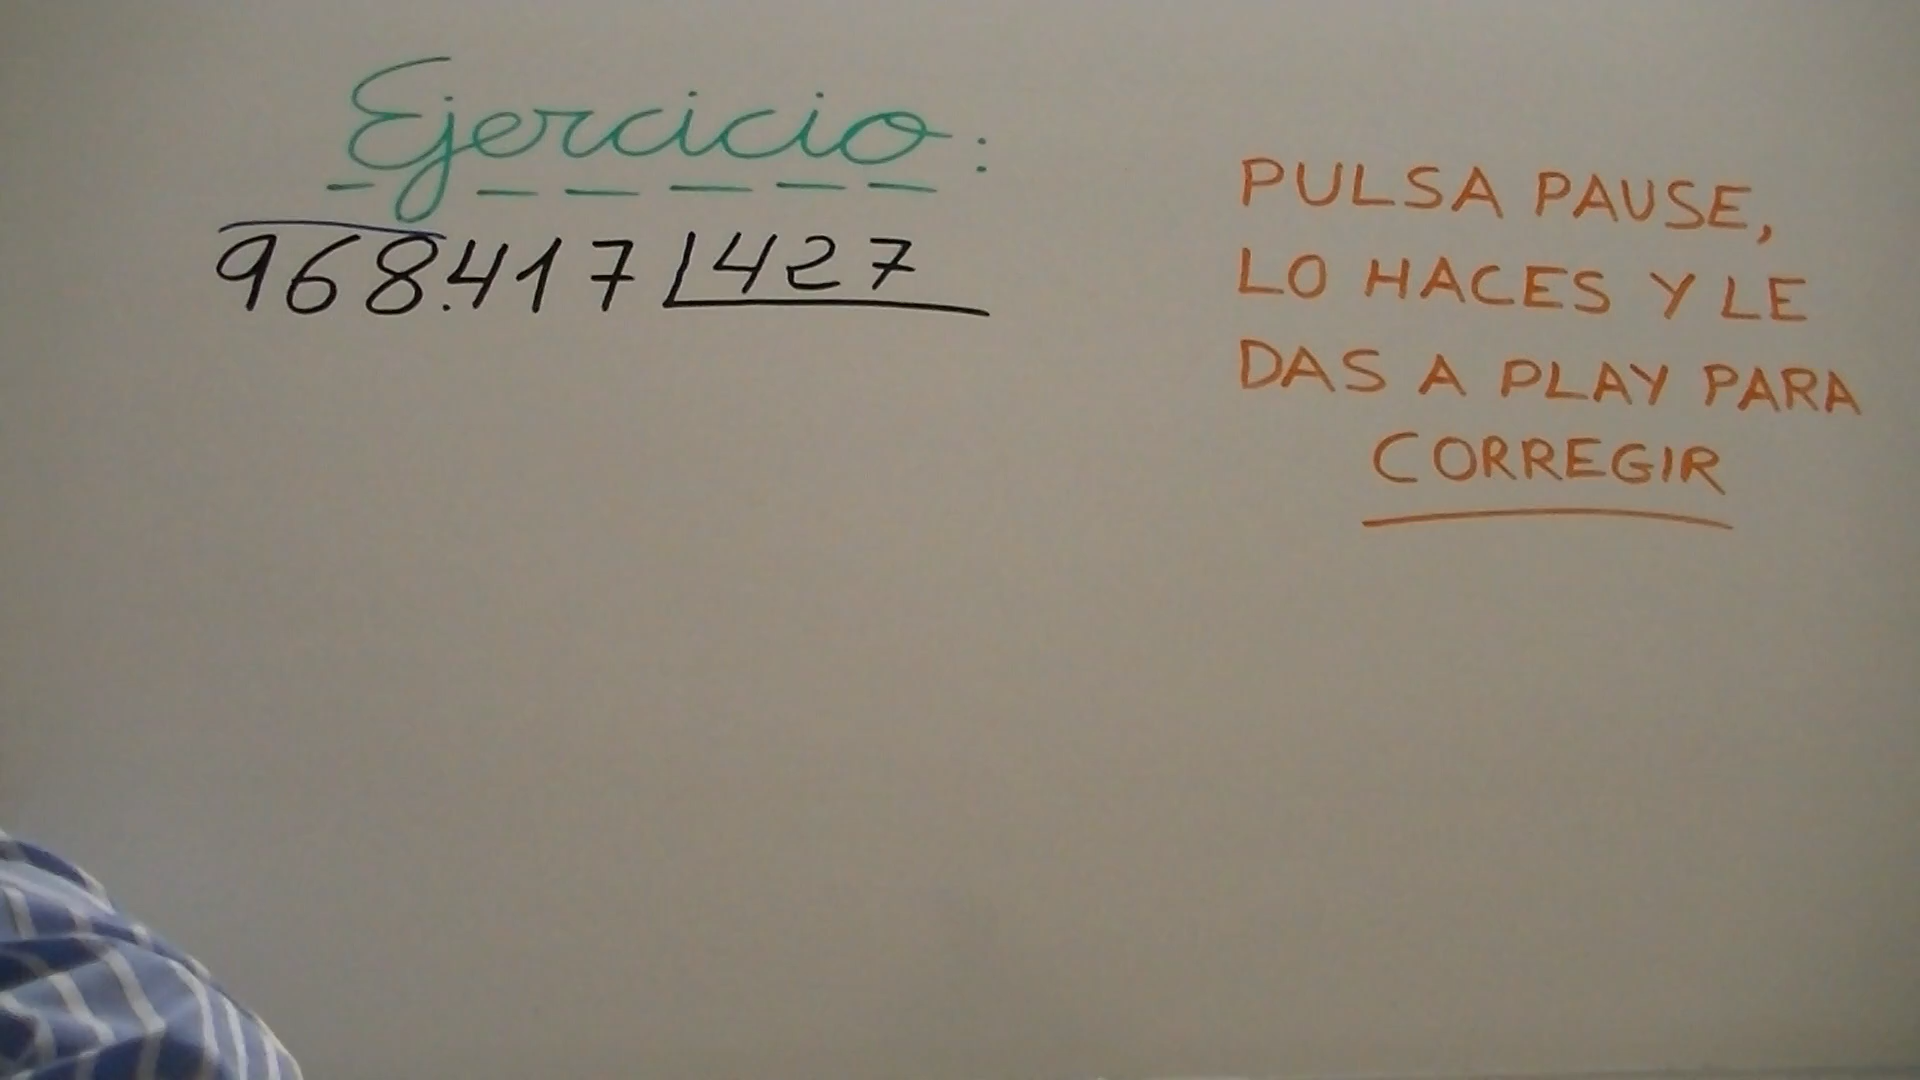 Ejercicio:
968.417 427
PULSA PAUSE,
LO HACES Y LE
DAS A PLAY PARA
CORREGIR